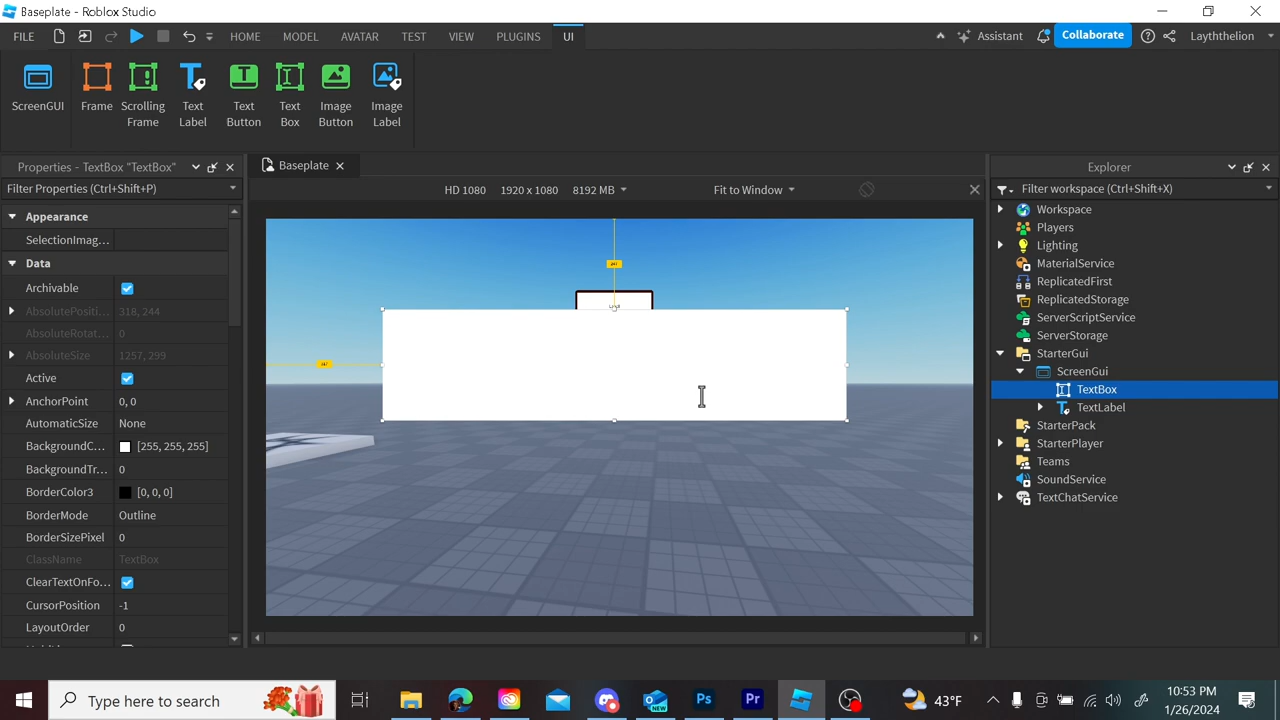 Baseplate - Roblox Studio
FILE HOME MODEL AVATAR TEST VIEW PLUGINS UI Assistant Collaborate Laythtthelion
ScreenGUI Frame Scrolling Frame Text Label Text Button Text Box Image Button Image Label
Properties - TextBox "TextBox" Baseplate Explorer
Filter Properties (Ctrl+Shift+P) HD 1080 1920 x 1080 8192 MB Fit to Window Filter workspace (Ctrl+Shift+X)
Appearance
SelectionImag...
Data
Archivable
AbsolutePositi... 318, 244
AbsoluteRotat... 0
AbsoluteSize 1257, 299
Active
AnchorPoint 0, 0
AutomaticSize None
BackgroundC... [255, 255, 255]
BackgroundTr... 0
BorderColor3 [0, 0, 0]
BorderMode Outline
BorderSizePixel 0
ClassName TextBox
ClearTextOnFo...
CursorPosition -1
LayoutOrder 0
Workspace
Players
Lighting
MaterialService
ReplicatedFirst
ReplicatedStorage
ServerScriptService
ServerStorage
StarterGui
ScreenGui
TextBox
TextLabel
StarterPack
StarterPlayer
Teams
SoundService
TextChatService
Type here to search
NEW
Ps
Pr
43°F
10:53 PM
1/26/2024